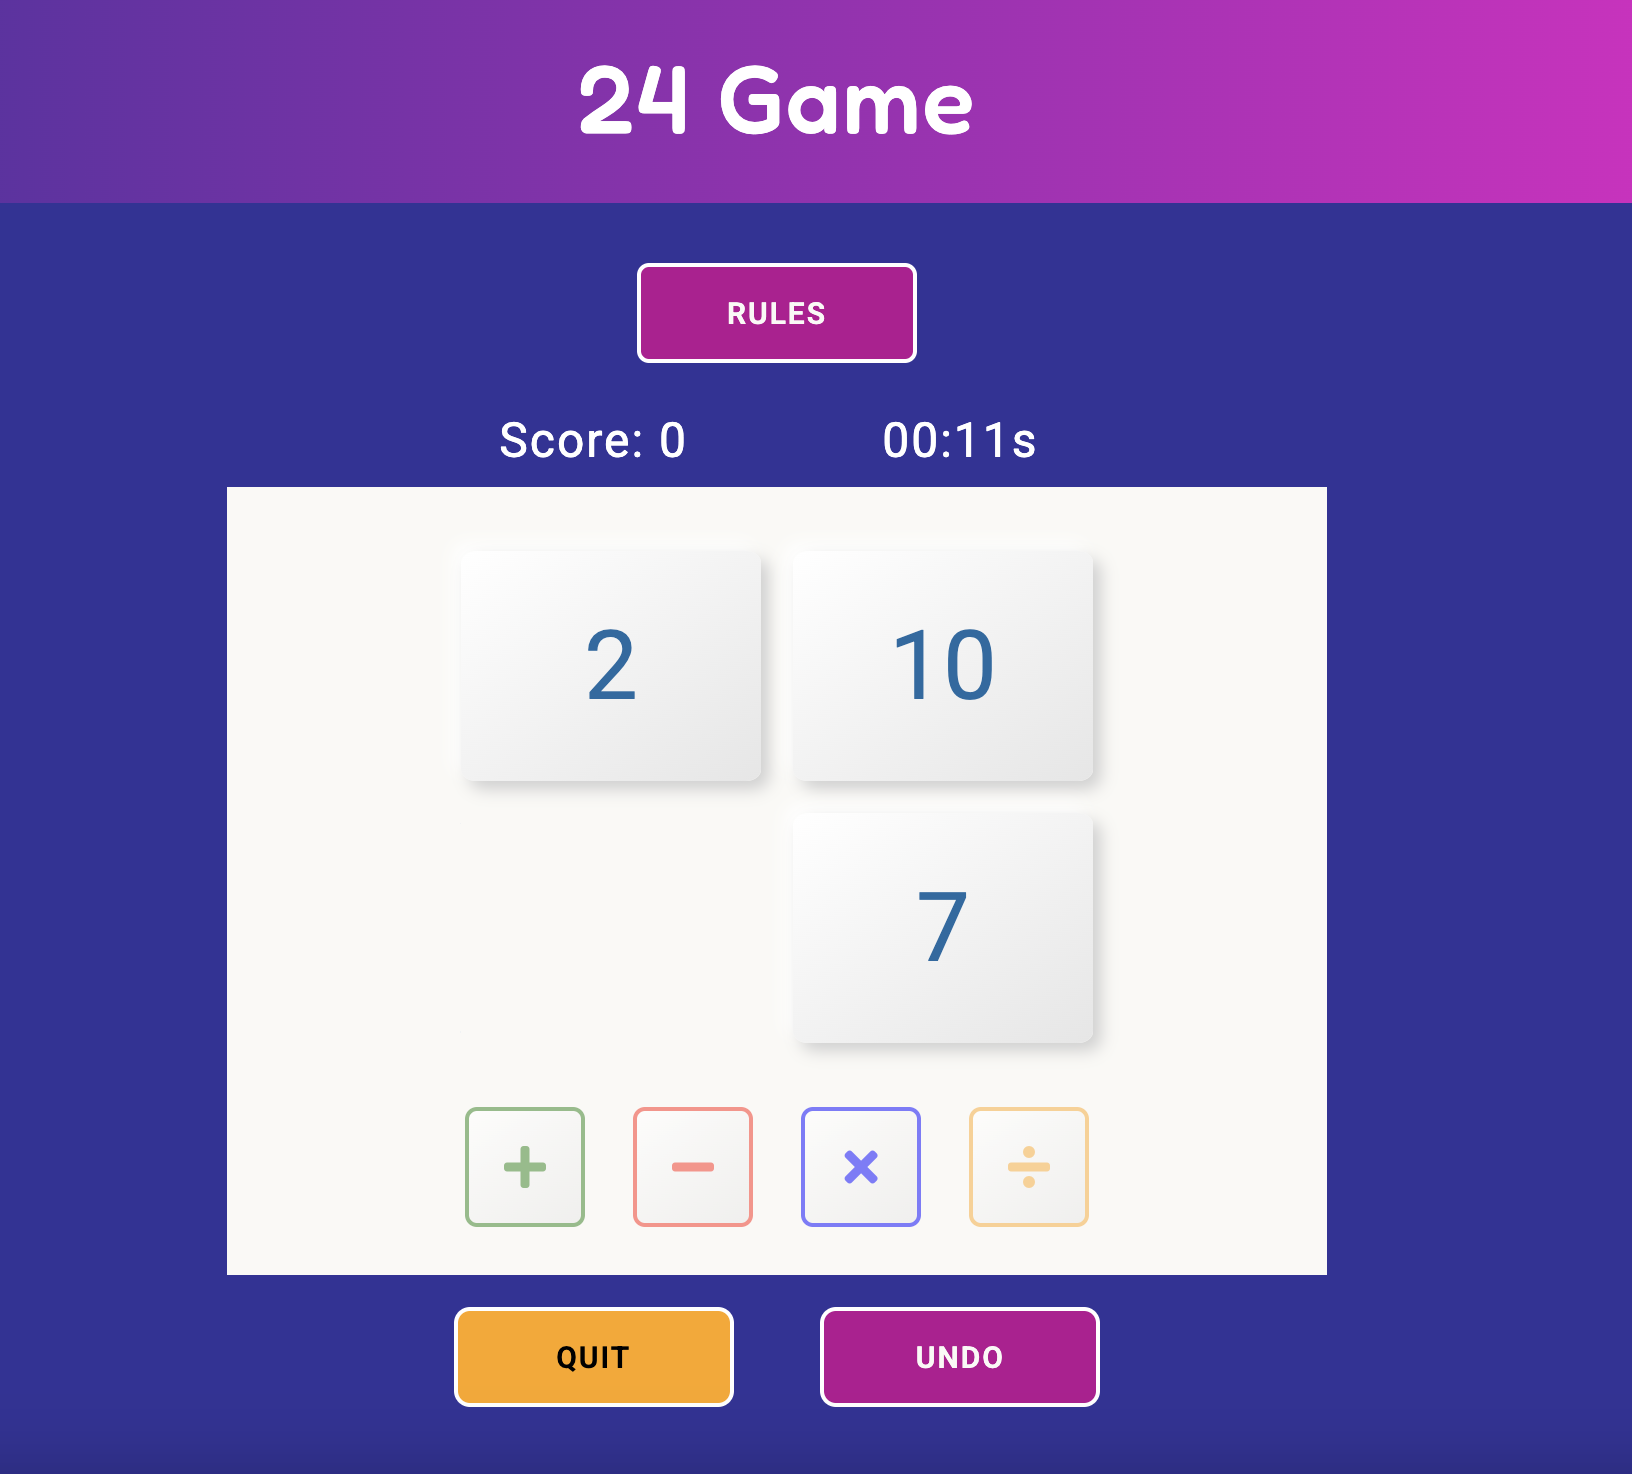 24 Game
RULES
Score: 0 00:11s
2 10
7
+ − × ÷
QUIT UNDO